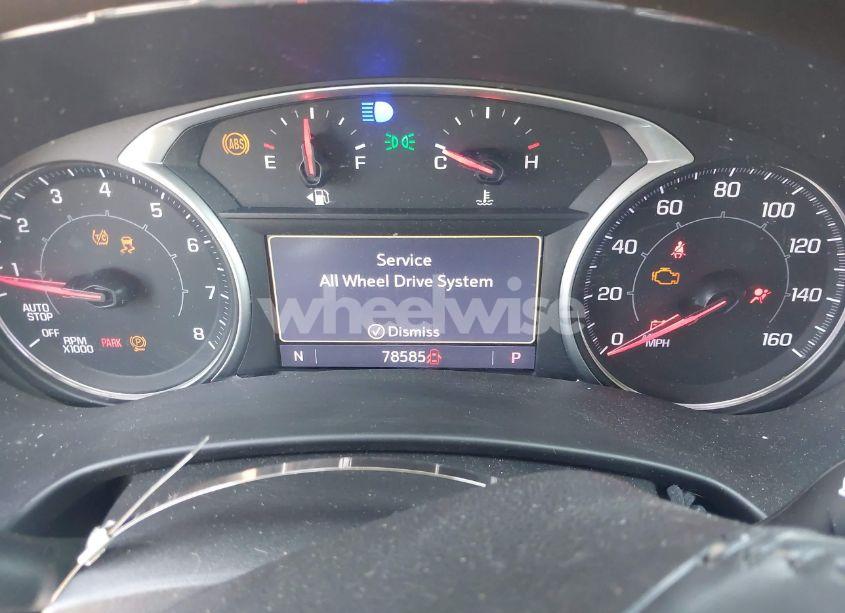 ABS
E F
C H
1 2 3 4 5 6 7 8
AUTO
STOP
OFF
RPM
X1000
PARK
P
T/C
Service
All Wheel Drive System
Dismiss
wheelwise
N 78585 P
0 20 40 60 80 100 120 140 160
MPH